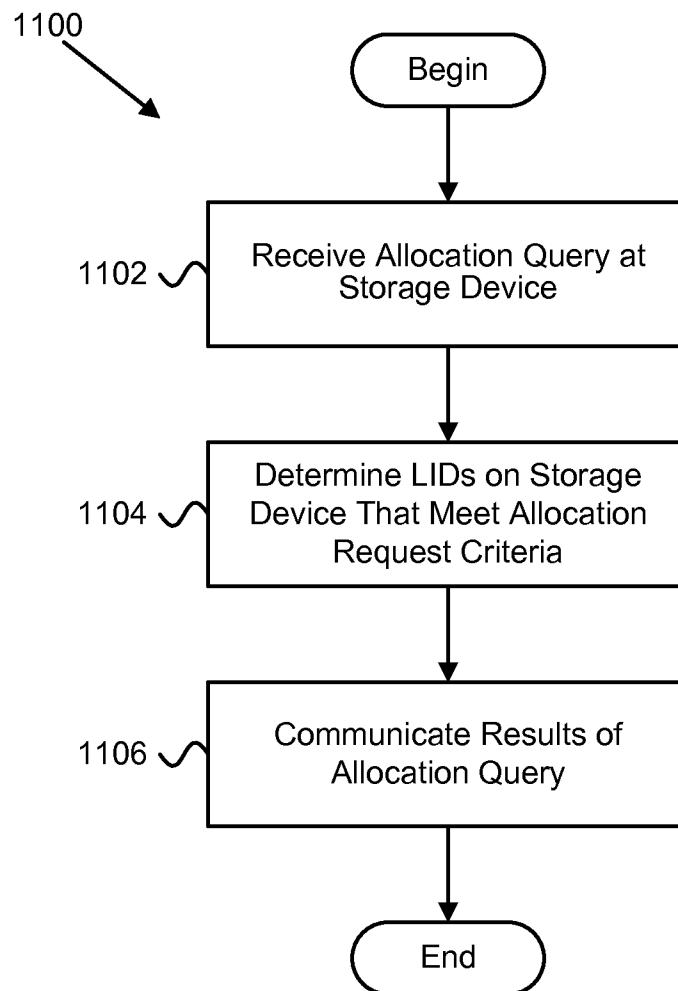 1100
Begin
1102
Receive Allocation Query at
Storage Device
1104
Determine LIDs on Storage
Device That Meet Allocation
Request Criteria
1106
Communicate Results of
Allocation Query
End